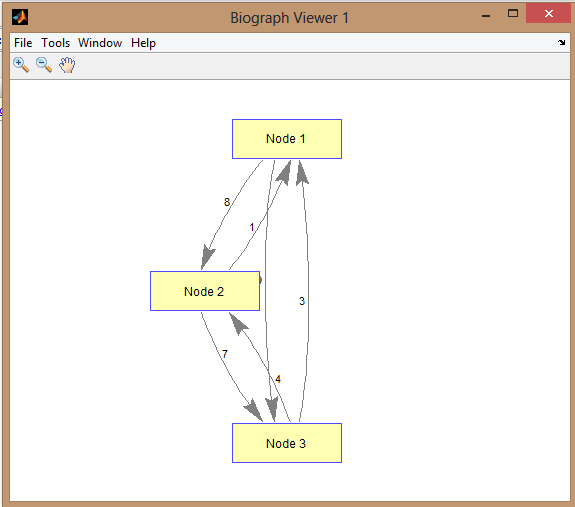 Biograph Viewer 1
File Tools Window Help
Node 1
8
1
Node 2
3
7
4
Node 3